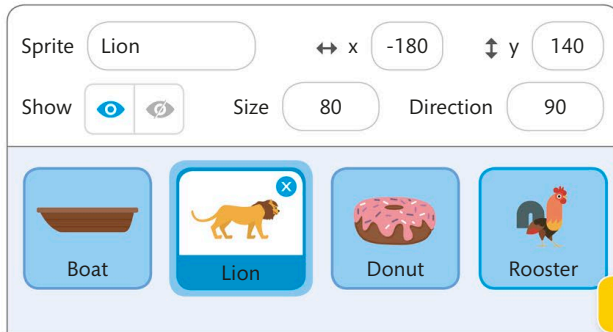 Sprite Lion x -180 y 140
Show Size 80 Direction 90
Boat Lion Donut Rooster